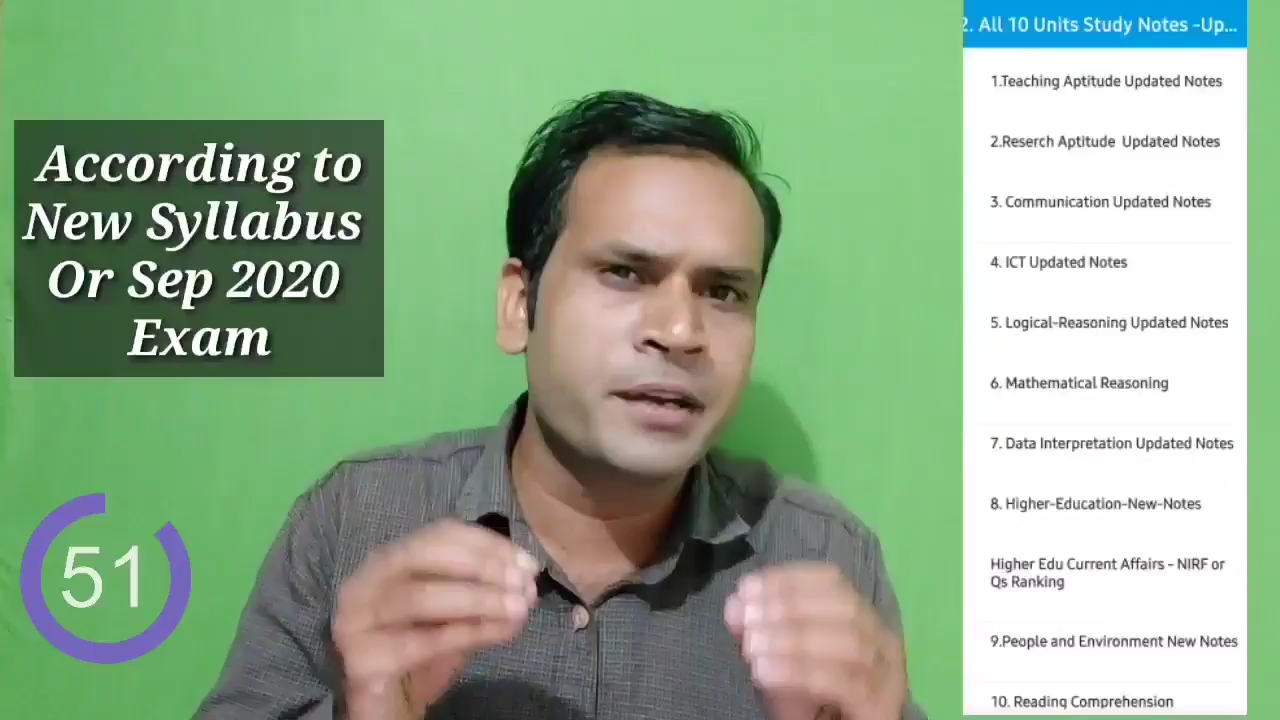 According to
New Syllabus
Or Sep 2020
Exam
51
2. All 10 Units Study Notes -Up...
1.Teaching Aptitude Updated Notes
2.Reserch Aptitude Updated Notes
3. Communication Updated Notes
4. ICT Updated Notes
5. Logical-Reasoning Updated Notes
6. Mathematical Reasoning
7. Data Interpretation Updated Notes
8. Higher-Education-New-Notes
Higher Edu Current Affairs - NIRF or
Qs Ranking
9.People and Environment New Notes
10. Reading Comprehension